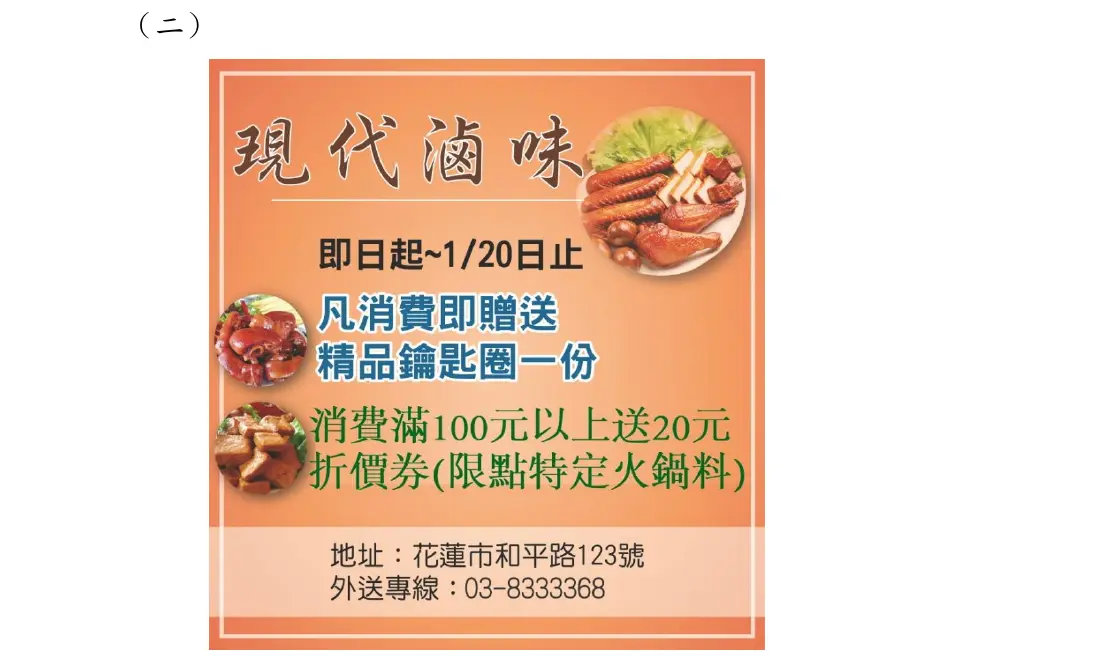 （二）
現代滷味
即日起~1/20日止
凡消費即贈送
精品鑰匙圈一份
消費滿100元以上送20元
折價券(限點特定火鍋料)
地址：花蓮市和平路123號
外送專線：03-8333368